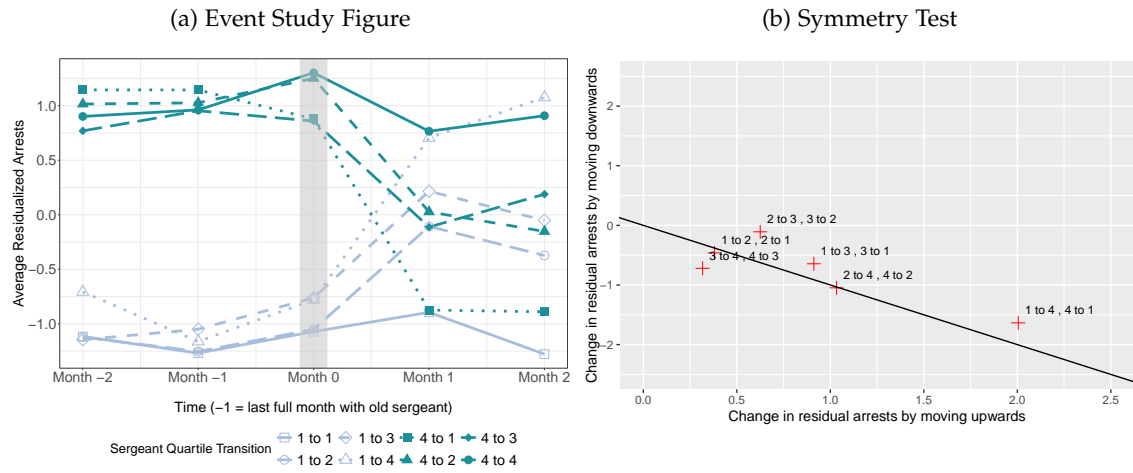 (a) Event Study Figure
Average Residualized Arrests
1.0
0.5
0.0
−0.5
−1.0
Month −2 Month −1 Month 0 Month 1 Month 2
Time (−1 = last full month with old sergeant)
Sergeant Quartile Transition
1 to 1 1 to 3 4 to 1 4 to 3
1 to 2 1 to 4 4 to 2 4 to 4
(b) Symmetry Test
Change in residual arrests by moving downwards
2
1
0
−1
−2
2 to 3 , 3 to 2
1 to 2 , 2 to 1
3 to 4 , 4 to 3
1 to 3 , 3 to 1
2 to 4 , 4 to 2
1 to 4 , 4 to 1
0.0 0.5 1.0 1.5 2.0 2.5
Change in residual arrests by moving upwards